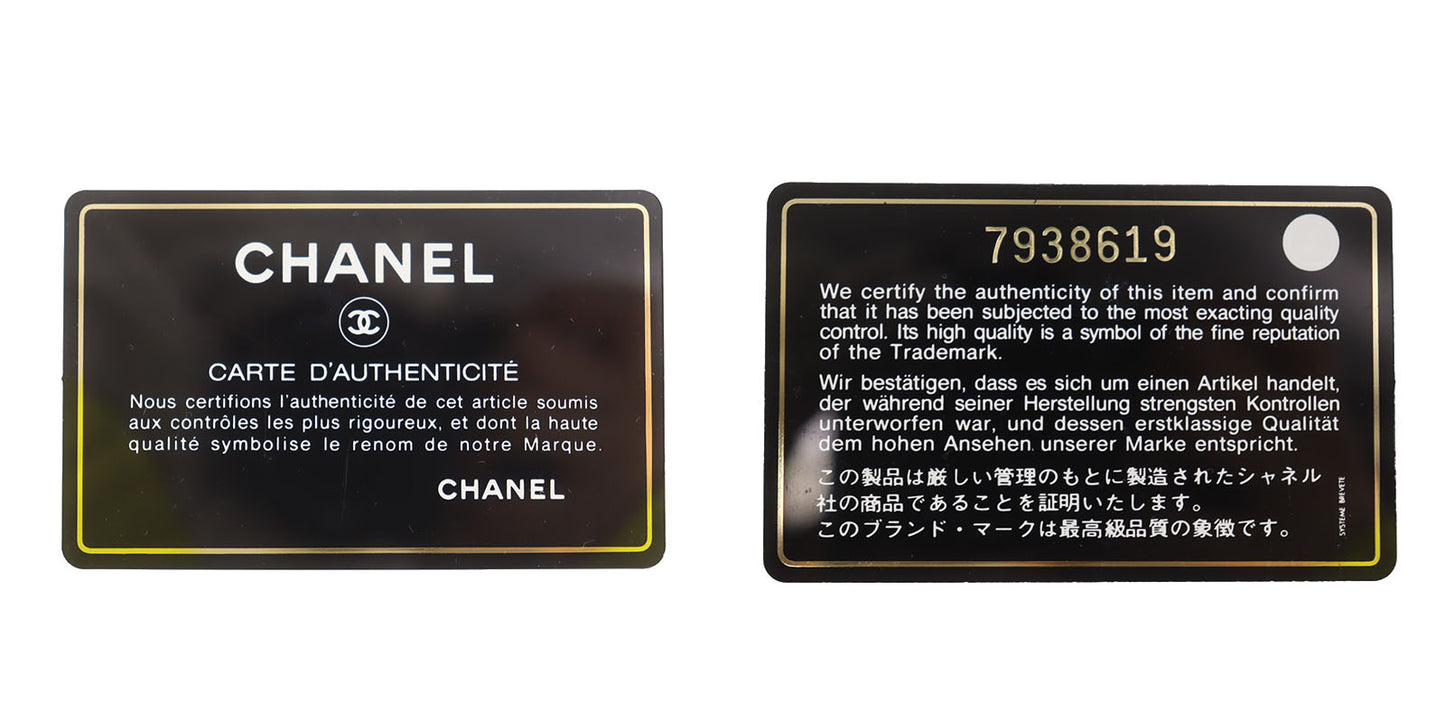 CHANEL
CARTE D'AUTHENTICITÉ
Nous certifions l'authenticité de cet article soumis
aux contrôles les plus rigoureux, et dont la haute
qualité symbolise le renom de notre Marque.
CHANEL
7938619
We certify the authenticity of this item and confirm
that it has been subjected to the most exacting quality
control. Its high quality is a symbol of the fine reputation
of the Trademark.
Wir bestätigen, dass es sich um einen Artikel handelt,
der während seiner Herstellung strengsten Kontrollen
unterworfen war, und dessen erstklassige Qualität
dem hohen Ansehen unserer Marke entspricht.
この製品は厳しい管理のもとに製造されたシャネル
社の商品であることを証明いたします。
このブランド・マークは最高級品質の象徴です。
SYSTEME BREVETE